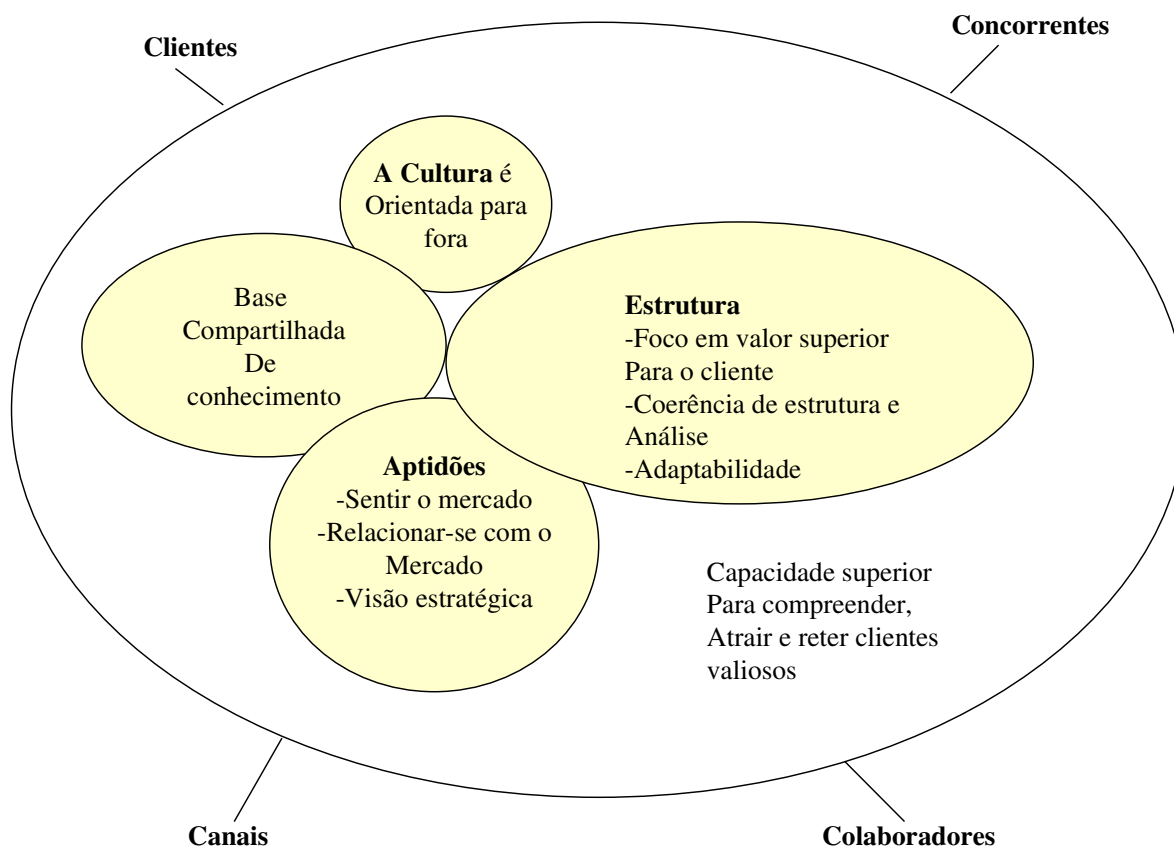 Clientes
Concorrentes
A Cultura é
Orientada para
fora
Base
Compartilhada
De
conhecimento
Estrutura
-Foco em valor superior
Para o cliente
-Coerência de estrutura e
Análise
-Adaptabilidade
Aptidões
-Sentir o mercado
-Relacionar-se com o
Mercado
-Visão estratégica
Capacidade superior
Para compreender,
Atrair e reter clientes
valiosos
Canais
Colaboradores